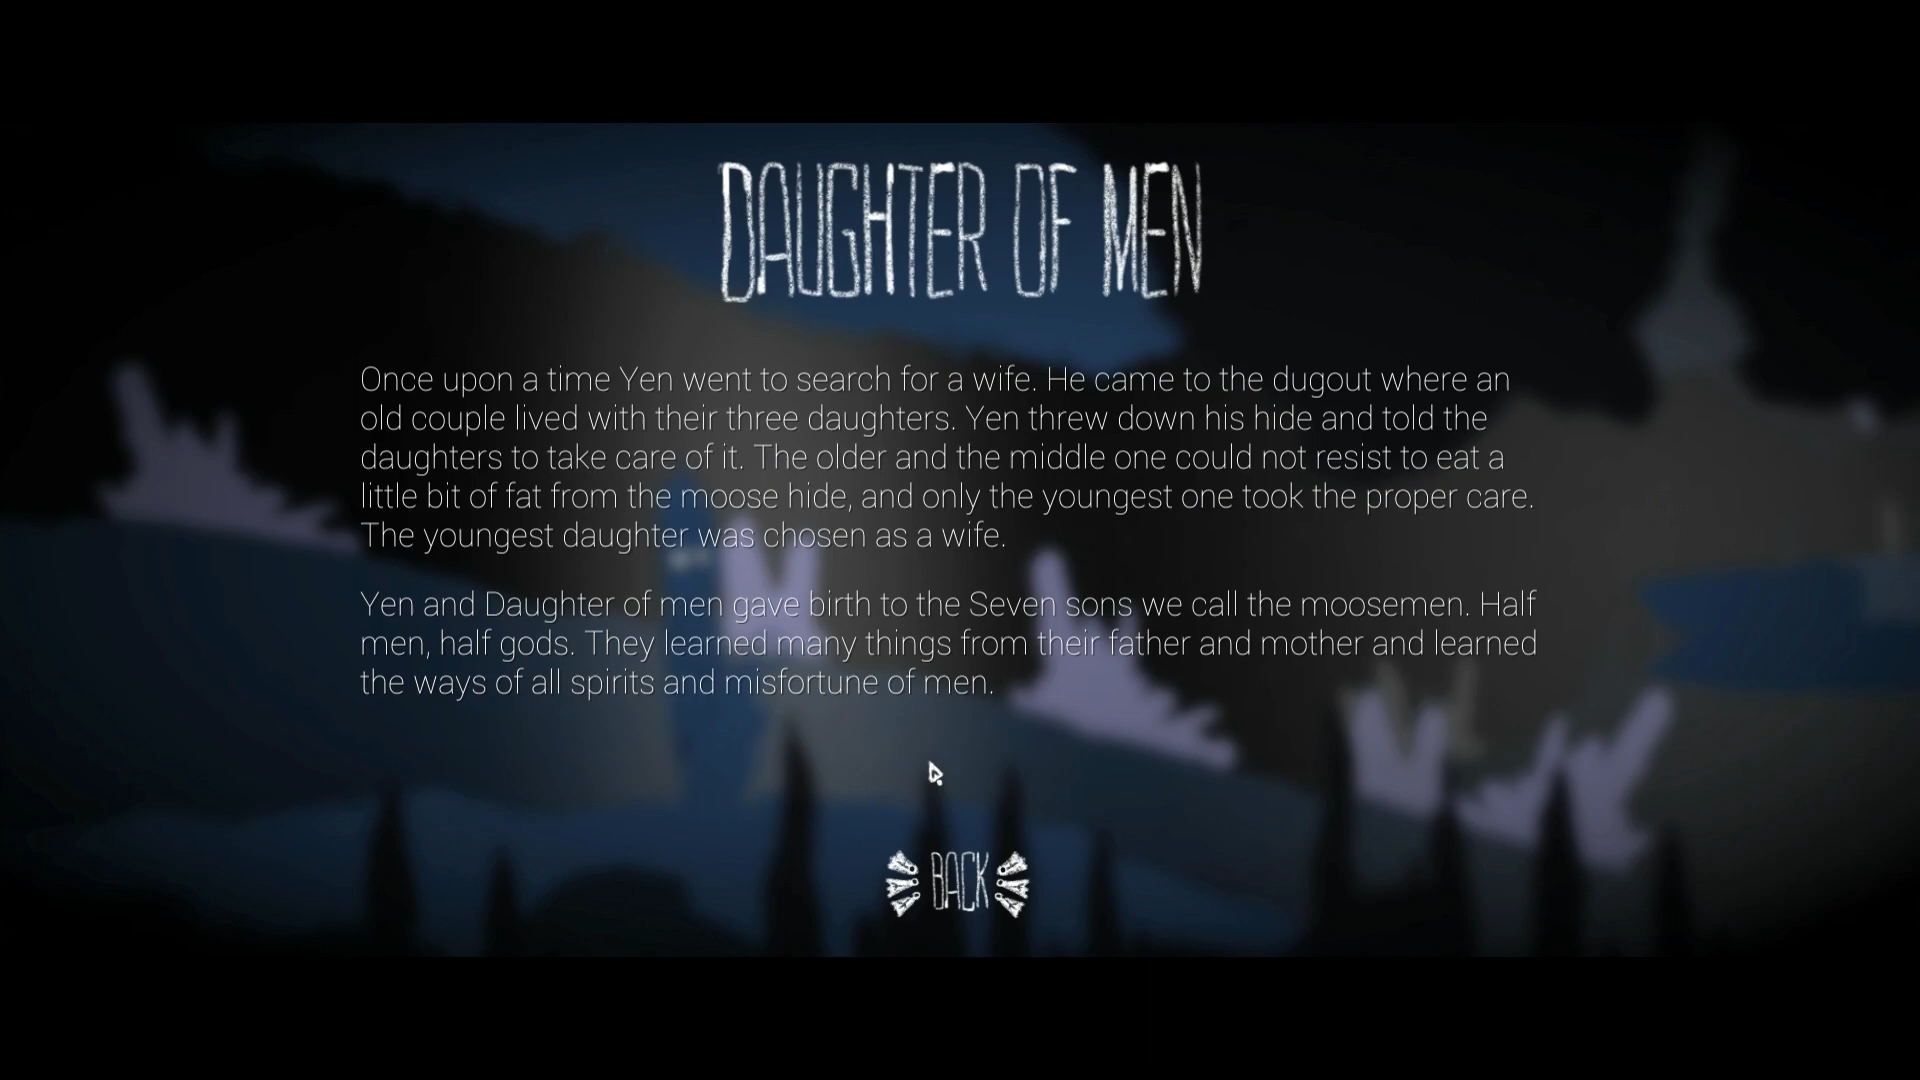 DAUGHTER OF MEN
Once upon a time Yen went to search for a wife. He came to the dugout where an
old couple lived with their three daughters. Yen threw down his hide and told the
daughters to take care of it. The older and the middle one could not resist to eat a
little bit of fat from the moose hide, and only the youngest one took the proper care.
The youngest daughter was chosen as a wife.
Yen and Daughter of men gave birth to the Seven sons we call the moosemen. Half
men, half gods. They learned many things from their father and mother and learned
the ways of all spirits and misfortune of men.
BACK